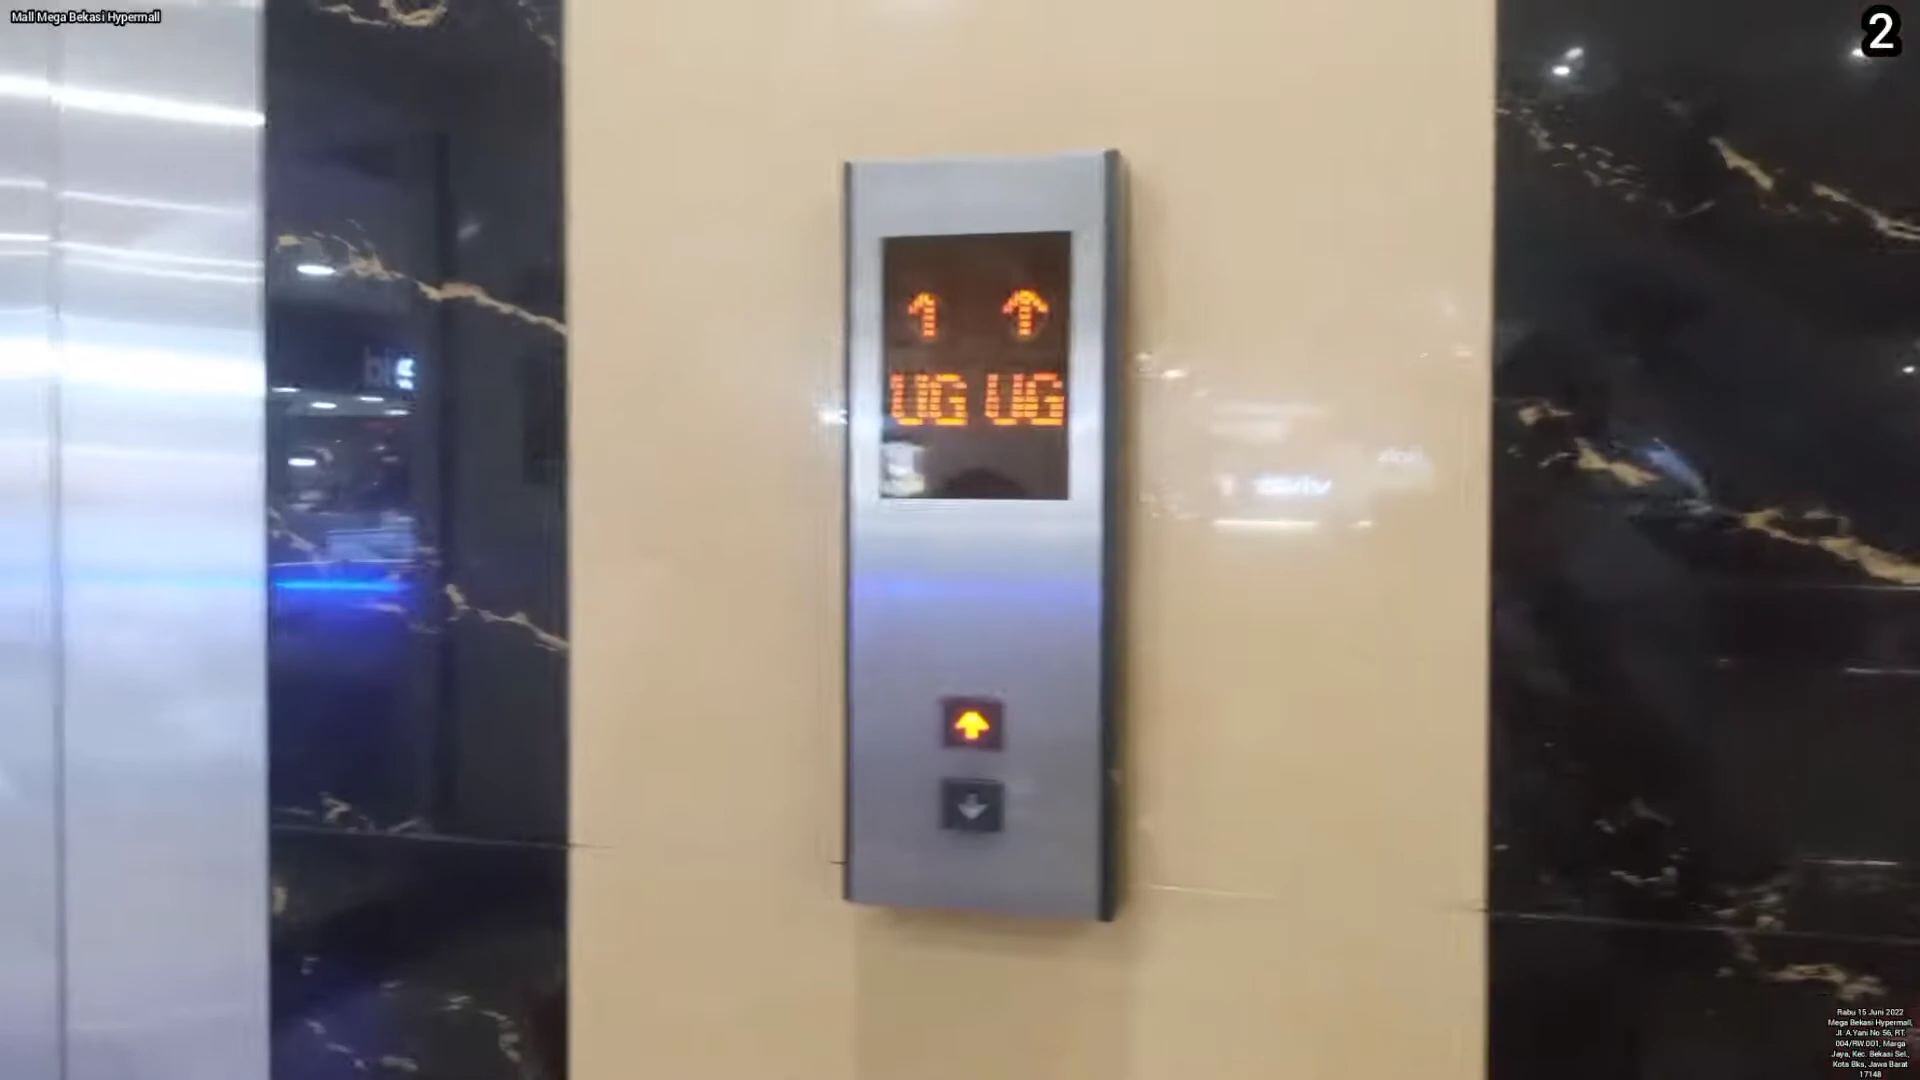 Mall Mega Bekasi Hypermall
2
UG UG
Rabu 15 Juni 2022
Mega Bekasi Hypermall,
Jl. A.Yani No.56, RT.
004/RW.001, Marga
Jaya, Kec. Bekasi Sel.,
Kota Bks, Jawa Barat
17148